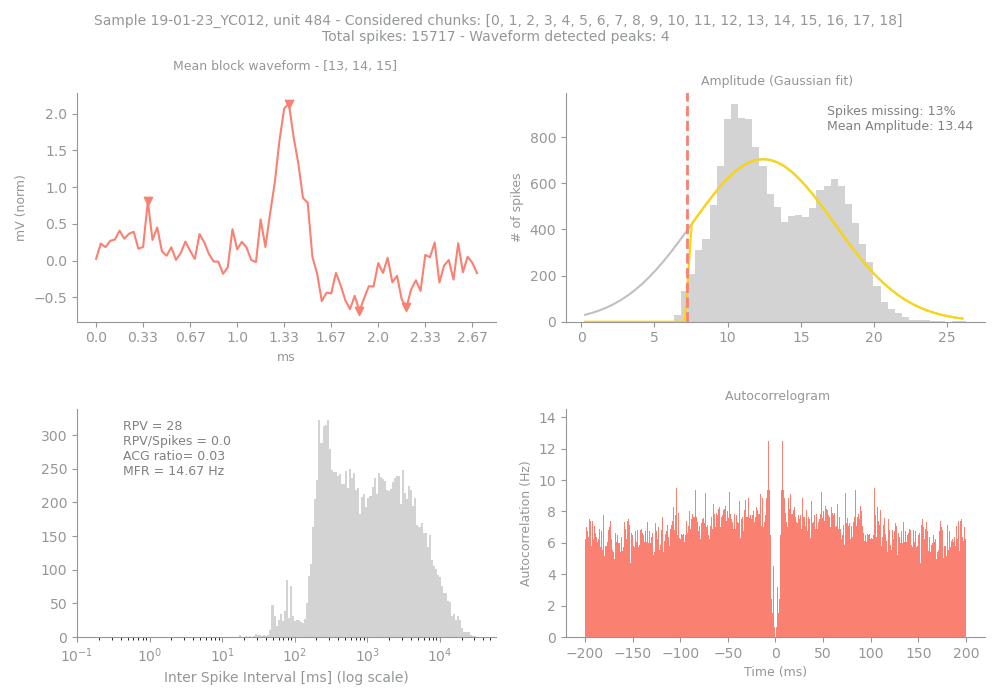 Sample 19-01-23_YC012, unit 484 - Considered chunks: [0, 1, 2, 3, 4, 5, 6, 7, 8, 9, 10, 11, 12, 13, 14, 15, 16, 17, 18]
Total spikes: 15717 - Waveform detected peaks: 4
Mean block waveform - [13, 14, 15]
2.0
1.5
1.0
0.5
0.0
−0.5
mV (norm)
0.0 0.33 0.67 1.0 1.33 1.67 2.0 2.33 2.67
ms
Amplitude (Gaussian fit)
Spikes missing: 13%
Mean Amplitude: 13.44
800
600
400
200
0
# of spikes
0 5 10 15 20 25
RPV = 28
RPV/Spikes = 0.0
ACG ratio= 0.03
MFR = 14.67 Hz
300
250
200
150
100
50
0
10⁻¹ 10⁰ 10¹ 10² 10³ 10⁴
Inter Spike Interval [ms] (log scale)
Autocorrelogram
14
12
10
8
6
4
2
0
Autocorrelation (Hz)
−200 −150 −100 −50 0 50 100 150 200
Time (ms)